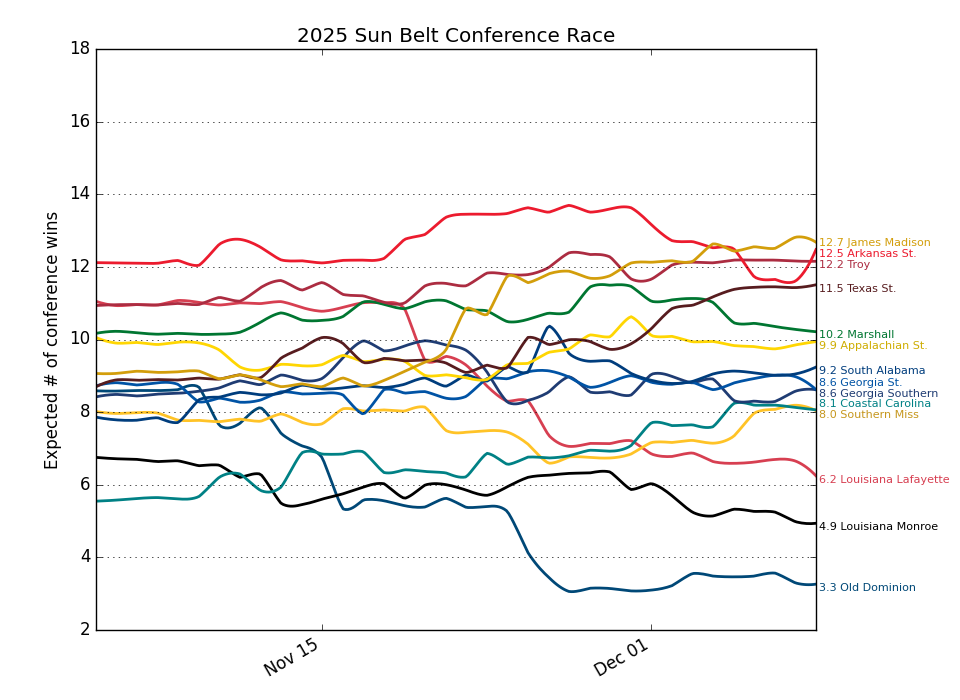 2025 Sun Belt Conference Race
Expected # of conference wins
18
16
14
12
10
8
6
4
2
Nov 15
Dec 01
12.7 James Madison
12.5 Arkansas St.
12.2 Troy
11.5 Texas St.
10.2 Marshall
9.9 Appalachian St.
9.2 South Alabama
8.6 Georgia St.
8.6 Georgia Southern
8.1 Coastal Carolina
8.0 Southern Miss
6.2 Louisiana Lafayette
4.9 Louisiana Monroe
3.3 Old Dominion